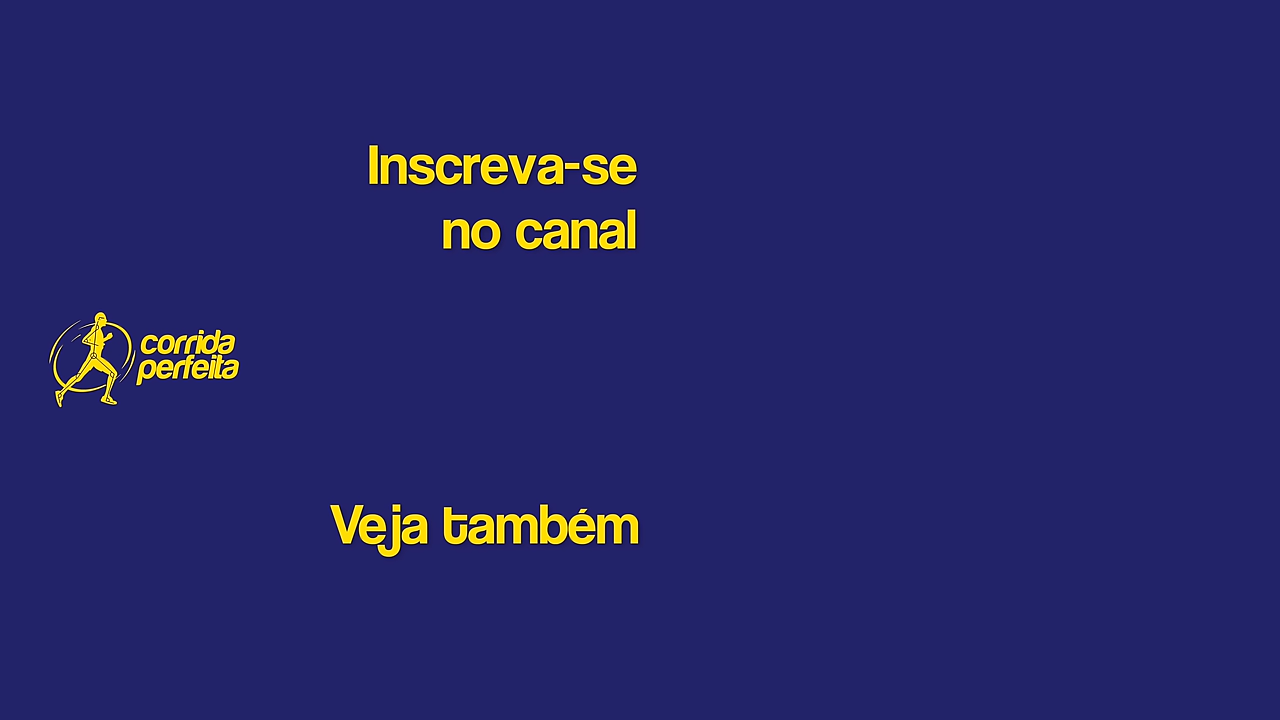 Inscreva-se
no canal
corrida
perfeita
Veja também